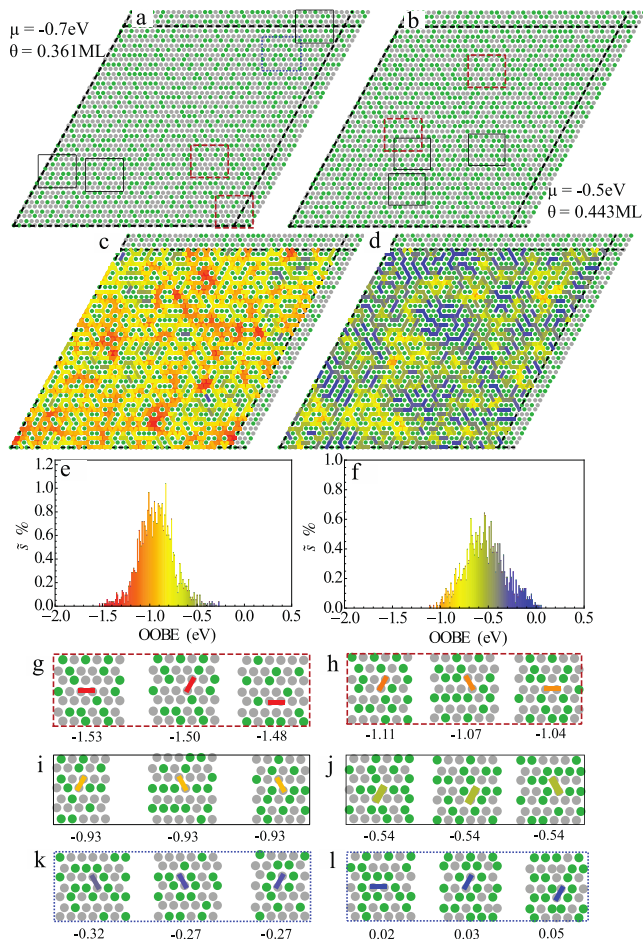 a
μ = -0.7eV
θ = 0.361ML
b
μ = -0.5eV
θ = 0.443ML
c
d
e
f
1.2
1.0
0.8
0.6
0.4
0.2
0.0
s̃ %
−2.0 −1.5 −1.0 −0.5 0.0 0.5
OOBE (eV)
1.2
1.0
0.8
0.6
0.4
0.2
0.0
s̃ %
−2.0 −1.5 −1.0 −0.5 0.0 0.5
OOBE (eV)
g
-1.53 -1.50 -1.48
h
-1.11 -1.07 -1.04
i
-0.93 -0.93 -0.93
j
-0.54 -0.54 -0.54
k
-0.32 -0.27 -0.27
l
0.02 0.03 0.05